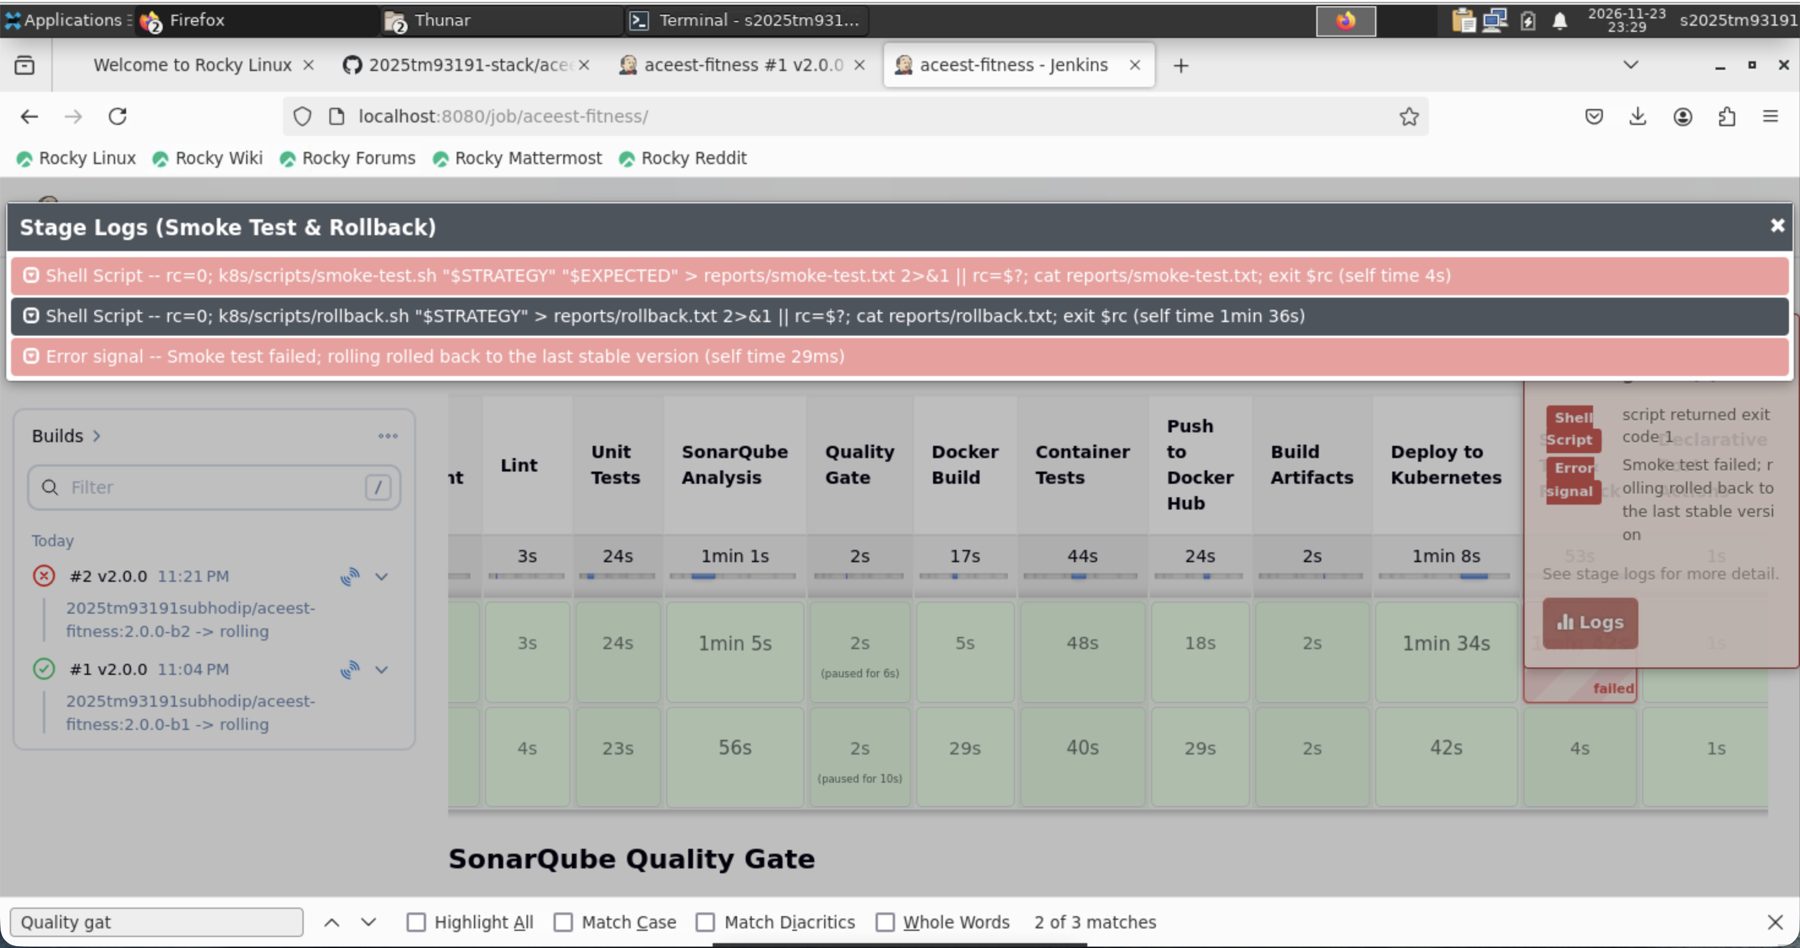 Applications
Firefox
2
Thunar
2
Terminal - s2025tm931...
2026-11-23
23:29
s2025tm93191
Welcome to Rocky Linux
2025tm93191-stack/acee
aceest-fitness #1 v2.0.0
aceest-fitness - Jenkins
localhost:8080/job/aceest-fitness/
Rocky Linux
Rocky Wiki
Rocky Forums
Rocky Mattermost
Rocky Reddit
Stage Logs (Smoke Test & Rollback)
Shell Script -- rc=0; k8s/scripts/smoke-test.sh "$STRATEGY" "$EXPECTED" > reports/smoke-test.txt 2>&1 || rc=$?; cat reports/smoke-test.txt; exit $rc (self time 4s)
Shell Script -- rc=0; k8s/scripts/rollback.sh "$STRATEGY" > reports/rollback.txt 2>&1 || rc=$?; cat reports/rollback.txt; exit $rc (self time 1min 36s)
Error signal -- Smoke test failed; rolling rolled back to the last stable version (self time 29ms)
Builds
Filter
/
Today
#2 v2.0.0 11:21 PM
2025tm93191subhodip/aceest-
fitness:2.0.0-b2 -> rolling
#1 v2.0.0 11:04 PM
2025tm93191subhodip/aceest-
fitness:2.0.0-b1 -> rolling
nt
Lint
Unit
Tests
SonarQube
Analysis
Quality
Gate
Docker
Build
Container
Tests
Push
to
Docker
Hub
Build
Artifacts
Deploy to
Kubernetes
Declarative
3s 24s 1min 1s 2s 17s 44s 24s 2s 1min 8s 53s 1s
3s 24s 1min 5s 2s 5s 48s 18s 2s 1min 34s 1s
(paused for 6s)
failed
4s 23s 56s 2s 29s 40s 29s 2s 42s 4s 1s
(paused for 10s)
Shell
Script
script returned exit
code 1
Error
signal
Smoke test failed; r
olling rolled back to
the last stable versi
on
See stage logs for more detail.
Logs
SonarQube Quality Gate
Quality gat
Highlight All
Match Case
Match Diacritics
Whole Words
2 of 3 matches